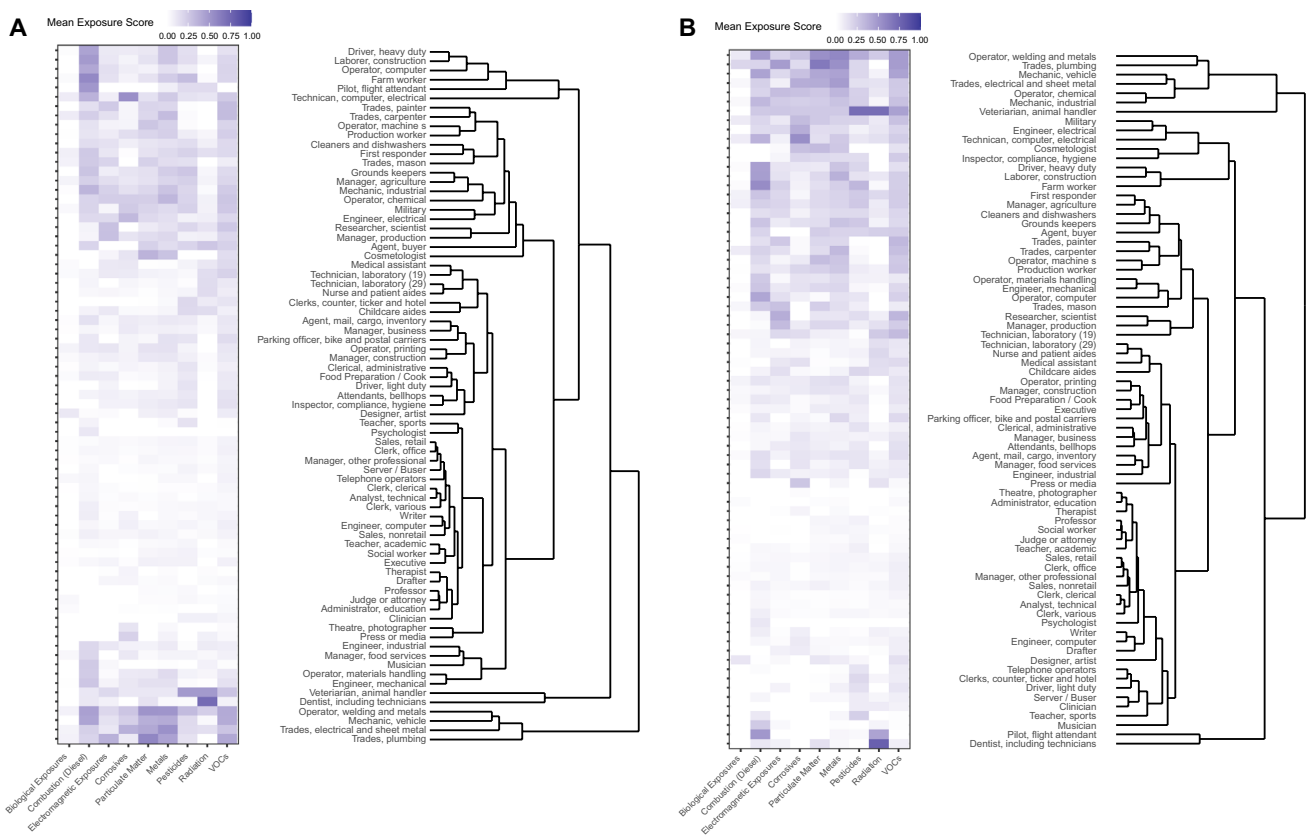 A
Mean Exposure Score
0.00 0.25 0.50 0.75 1.00
Driver, heavy duty
Laborer, construction
Operator, computer
Farm worker
Pilot, flight attendant
Technican, computer, electrical
Trades, painter
Trades, carpenter
Operator, machine s
Production worker
Cleaners and dishwashers
First responder
Trades, mason
Grounds keepers
Manager, agriculture
Mechanic, industrial
Operator, chemical
Military
Engineer, electrical
Researcher, scientist
Manager, production
Agent, buyer
Cosmetologist
Medical assistant
Technician, laboratory (19)
Technician, laboratory (29)
Nurse and patient aides
Clerks, counter, ticker and hotel
Childcare aides
Agent, mail, cargo, inventory
Manager, business
Parking officer, bike and postal carriers
Operator, printing
Manager, construction
Clerical, administrative
Food Preparation / Cook
Driver, light duty
Attendants, bellhops
Inspector, compliance, hygiene
Designer, artist
Teacher, sports
Psychologist
Sales, retail
Clerk, office
Manager, other professional
Server / Buser
Telephone operators
Clerk, clerical
Analyst, technical
Clerk, various
Writer
Engineer, computer
Sales, nonretail
Teacher, academic
Social worker
Executive
Therapist
Drafter
Professor
Judge or attorney
Administrator, education
Clinician
Theatre, photographer
Press or media
Engineer, industrial
Manager, food services
Musician
Operator, materials handling
Engineer, mechanical
Veteriarian, animal handler
Dentist, including technicians
Operator, welding and metals
Mechanic, vehicle
Trades, electrical and sheet metal
Trades, plumbing
Biological Exposures
Combustion (Diesel)
Electromagnetic Exposures
Corrosives
Particulate Matter
Metals
Pesticides
Radiation
VOCs
B
Mean Exposure Score
0.00 0.25 0.50 0.75 1.00
Operator, welding and metals
Trades, plumbing
Mechanic, vehicle
Trades, electrical and sheet metal
Operator, chemical
Mechanic, industrial
Veteriarian, animal handler
Military
Engineer, electrical
Technican, computer, electrical
Cosmetologist
Inspector, compliance, hygiene
Driver, heavy duty
Laborer, construction
Farm worker
First responder
Manager, agriculture
Cleaners and dishwashers
Grounds keepers
Agent, buyer
Trades, painter
Trades, carpenter
Operator, machine s
Production worker
Operator, materials handling
Engineer, mechanical
Operator, computer
Trades, mason
Researcher, scientist
Manager, production
Technician, laboratory (19)
Technician, laboratory (29)
Nurse and patient aides
Medical assistant
Childcare aides
Operator, printing
Manager, construction
Food Preparation / Cook
Executive
Parking officer, bike and postal carriers
Clerical, administrative
Manager, business
Attendants, bellhops
Agent, mail, cargo, inventory
Manager, food services
Engineer, industrial
Press or media
Theatre, photographer
Administrator, education
Therapist
Professor
Social worker
Judge or attorney
Teacher, academic
Sales, retail
Clerk, office
Manager, other professional
Sales, nonretail
Clerk, clerical
Analyst, technical
Clerk, various
Psychologist
Writer
Engineer, computer
Drafter
Designer, artist
Telephone operators
Clerks, counter, ticker and hotel
Driver, light duty
Server / Buser
Clinician
Teacher, sports
Musician
Pilot, flight attendant
Dentist, including technicians
Biological Exposures
Combustion (Diesel)
Electromagnetic Exposures
Corrosives
Particulate Matter
Metals
Pesticides
Radiation
VOCs